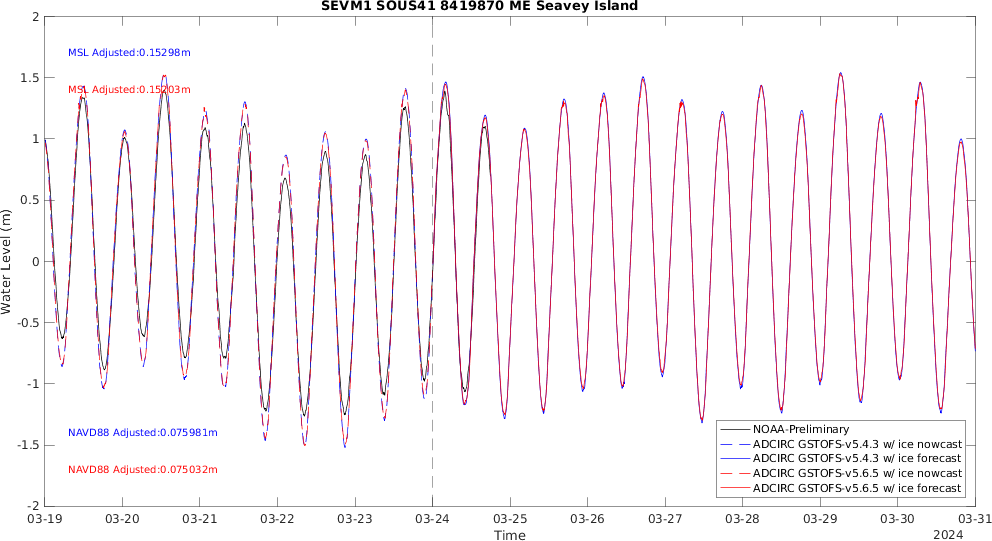 SEVM1 SOUS41 8419870 ME Seavey Island
2
1.5
1
0.5
0
-0.5
-1
-1.5
-2
Water Level (m)
MSL Adjusted:0.15298m
MSL Adjusted:0.15203m
NAVD88 Adjusted:0.075981m
NAVD88 Adjusted:0.075032m
NOAA-Preliminary
ADCIRC GSTOFS-v5.4.3 w/ ice nowcast
ADCIRC GSTOFS-v5.4.3 w/ ice forecast
ADCIRC GSTOFS-v5.6.5 w/ ice nowcast
ADCIRC GSTOFS-v5.6.5 w/ ice forecast
03-19 03-20 03-21 03-22 03-23 03-24 03-25 03-26 03-27 03-28 03-29 03-30 03-31
Time
2024